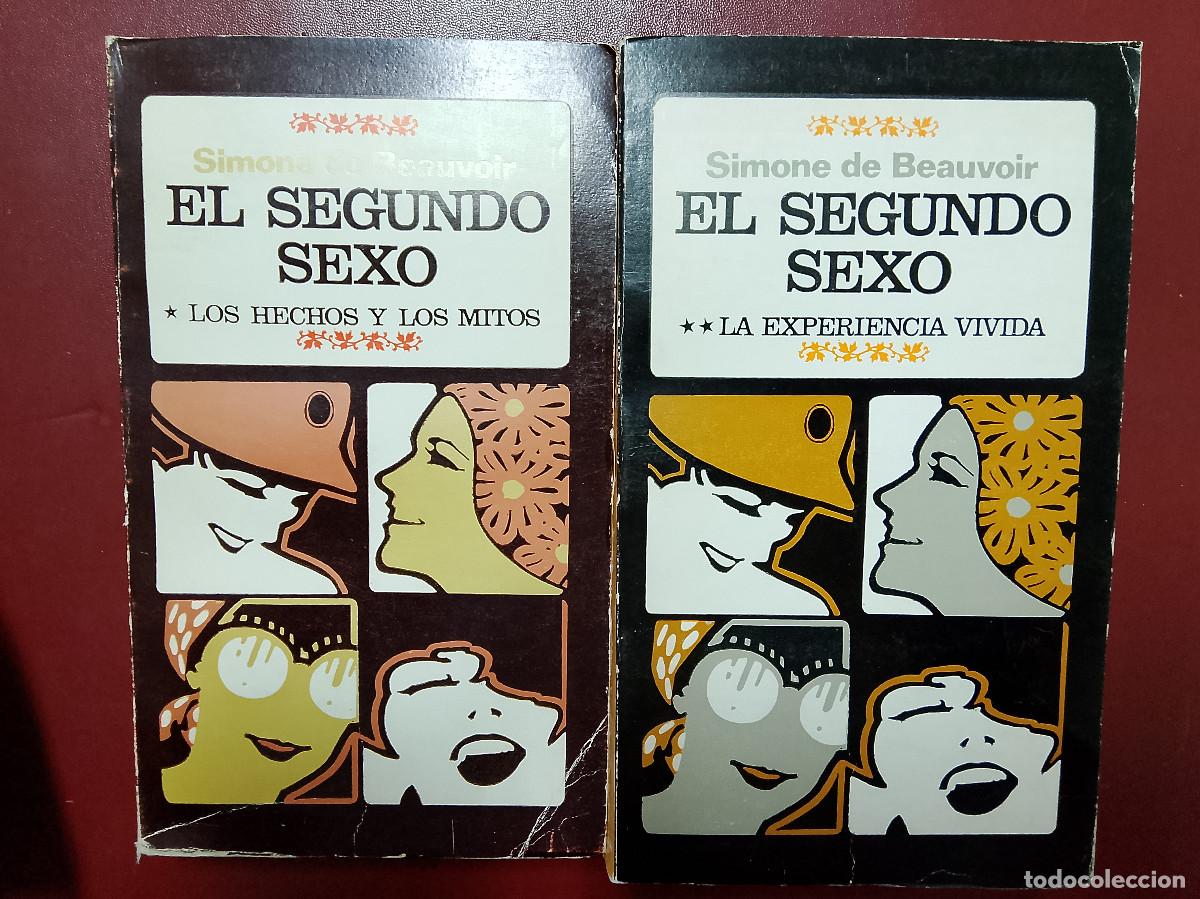 Simone de Beauvoir
EL SEGUNDO
SEXO
★ LOS HECHOS Y LOS MITOS
Simone de Beauvoir
EL SEGUNDO
SEXO
★★ LA EXPERIENCIA VIVIDA
todocoleccion